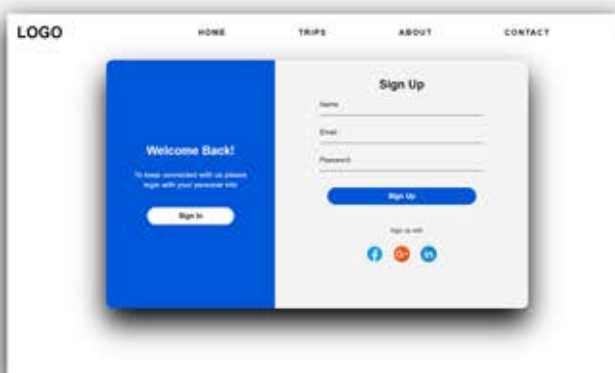 LOGO
HOME TRIPS ABOUT CONTACT
Welcome Back!
To keep connected with us please
login with your personal info
Sign In
Sign Up
Name
Email
Password
Sign Up
Sign up with